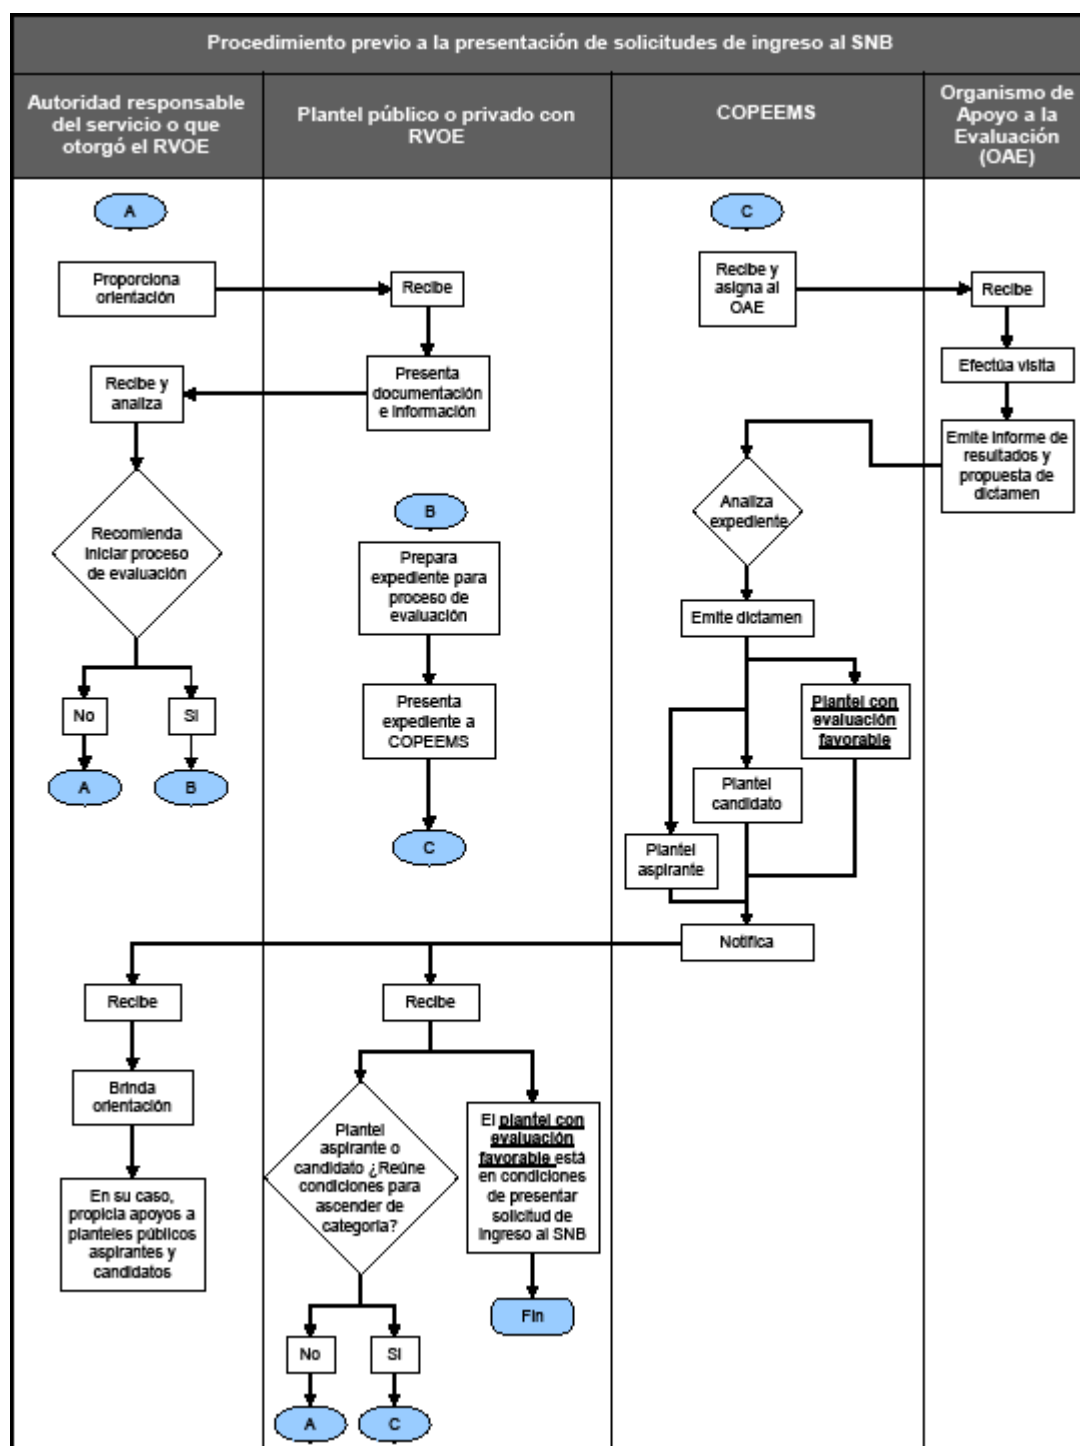 Procedimiento previo a la presentación de solicitudes de ingreso al SNB
Autoridad responsable
del servicio o que
otorgó el RVOE
Plantel público o privado con
RVOE
COPEEMS
Organismo de
Apoyo a la
Evaluación
(OAE)
A
C
Proporciona
orientación
Recibe
Recibe y
asigna al
OAE
Recibe
Efectúa visita
Recibe y
analiza
Presenta
documentación
e información
Emite informe de
resultados y
propuesta de
dictamen
Analiza
expediente
Recomienda
iniciar proceso
de evaluación
B
Prepara
expediente para
proceso de
evaluación
Emite dictamen
No
Si
Presenta
expediente a
COPEEMS
Plantel con
evaluación
favorable
A
B
Plantel
candidato
C
Plantel
aspirante
Notifica
Recibe
Recibe
Brinda
orientación
Plantel
aspirante o
candidato ¿Reúne
condiciones para
ascender de
categoría?
El plantel con
evaluación
favorable está
en condiciones
de presentar
solicitud de
ingreso al SNB
En su caso,
propicia apoyos a
planteles públicos
aspirantes y
candidatos
Fin
No
Si
A
C